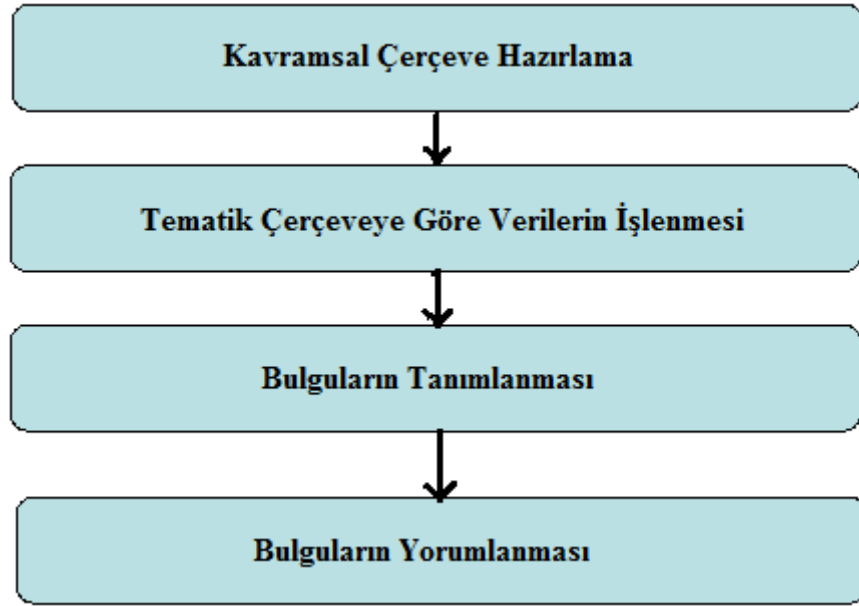 Kavramsal Çerçeve Hazırlama
Tematik Çerçeveye Göre Verilerin İşlenmesi
Bulguların Tanımlanması
Bulguların Yorumlanması